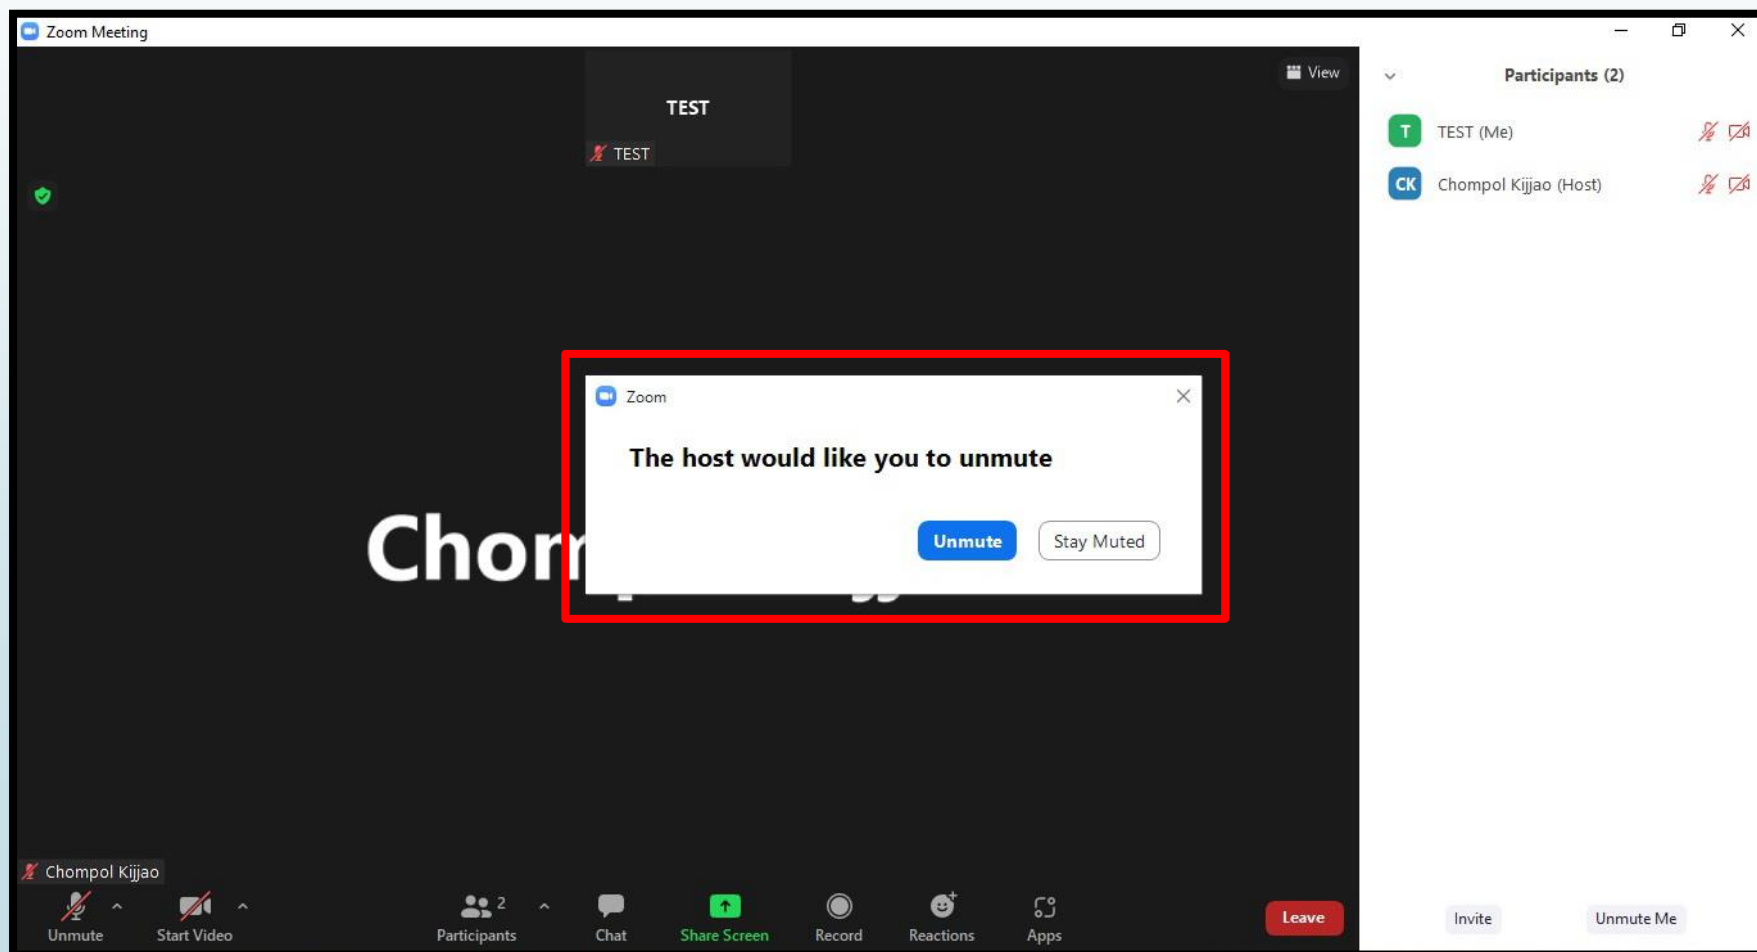 Zoom Meeting
TEST
TEST
View
Participants (2)
T TEST (Me)
CK Chompol Kijjao (Host)
Zoom
The host would like you to unmute
Unmute Stay Muted
Chompol Kijjao
Unmute Start Video Participants 2 Chat Share Screen Record Reactions Apps Leave
Invite Unmute Me